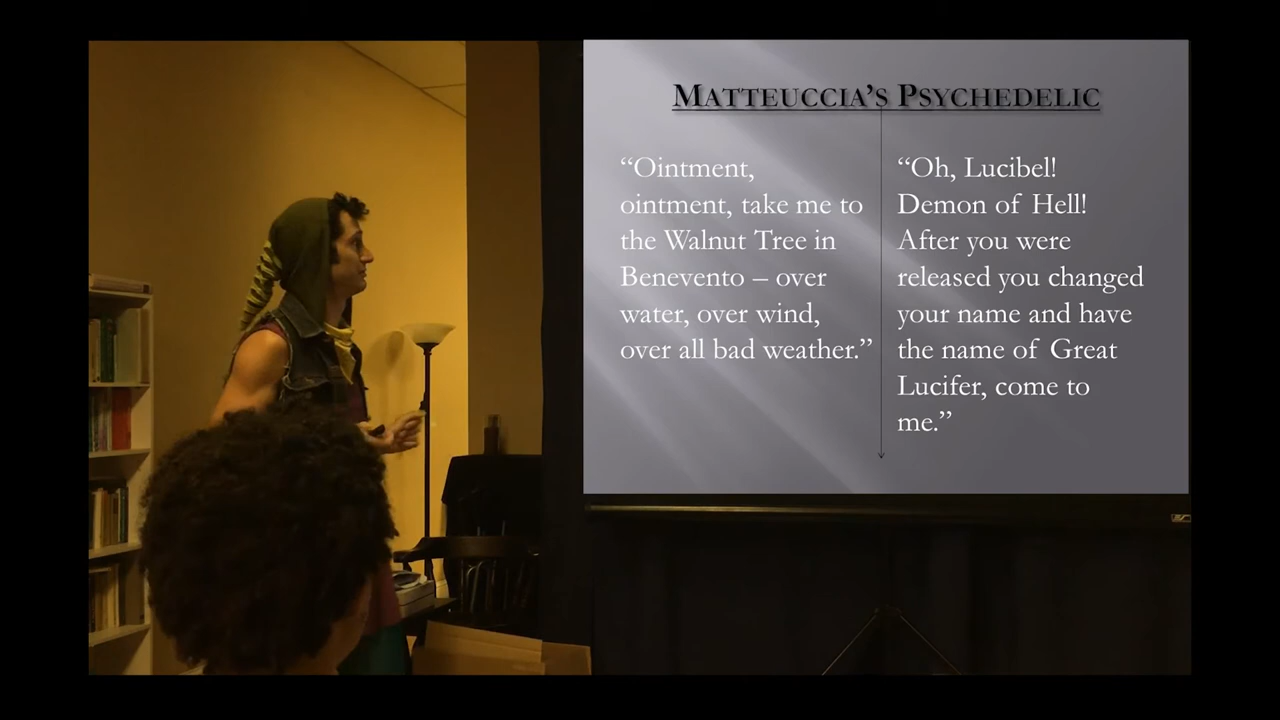 MATTEUCCIA'S PSYCHEDELIC
“Ointment,
ointment, take me to
the Walnut Tree in
Benevento – over
water, over wind,
over all bad weather.”
“Oh, Lucibel!
Demon of Hell!
After you were
released you changed
your name and have
the name of Great
Lucifer, come to
me.”